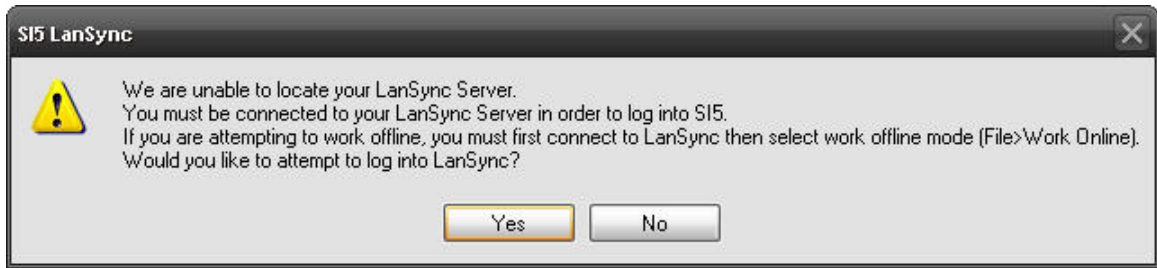 SI5 LanSync
We are unable to locate your LanSync Server.
You must be connected to your LanSync Server in order to log into SI5.
If you are attempting to work offline, you must first connect to LanSync then select work offline mode (File>Work Online).
Would you like to attempt to log into LanSync?
Yes No